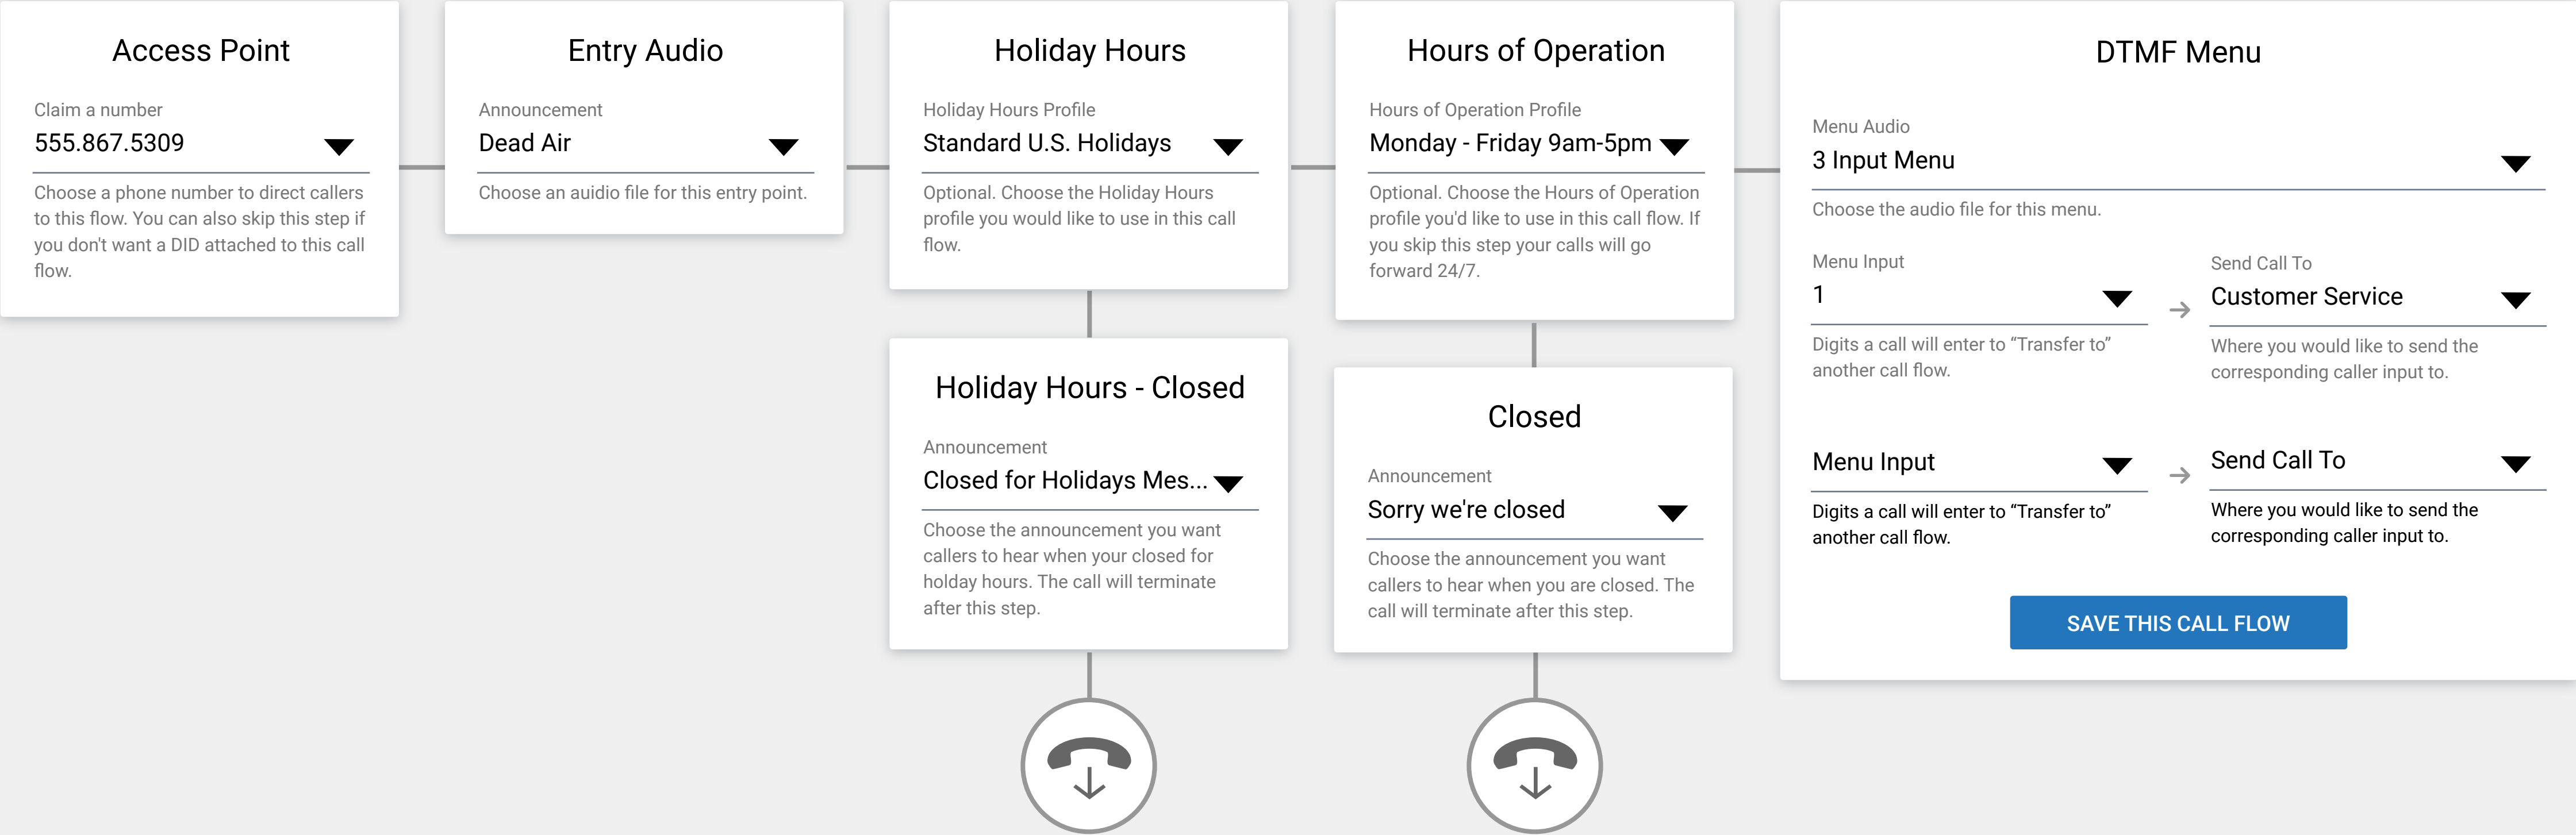 Access Point
Claim a number
555.867.5309
Choose a phone number to direct callers
to this flow. You can also skip this step if
you don't want a DID attached to this call
flow.
Entry Audio
Announcement
Dead Air
Choose an auidio file for this entry point.
Holiday Hours
Holiday Hours Profile
Standard U.S. Holidays
Optional. Choose the Holiday Hours
profile you would like to use in this call
flow.
Holiday Hours - Closed
Announcement
Closed for Holidays Mes...
Choose the announcement you want
callers to hear when your closed for
holday hours. The call will terminate
after this step.
Hours of Operation
Hours of Operation Profile
Monday - Friday 9am-5pm
Optional. Choose the Hours of Operation
profile you'd like to use in this call flow. If
you skip this step your calls will go
forward 24/7.
Closed
Announcement
Sorry we're closed
Choose the announcement you want
callers to hear when you are closed. The
call will terminate after this step.
DTMF Menu
Menu Audio
3 Input Menu
Choose the audio file for this menu.
Menu Input
1
Digits a call will enter to “Transfer to”
another call flow.
Send Call To
Customer Service
Where you would like to send the
corresponding caller input to.
Menu Input
Digits a call will enter to “Transfer to”
another call flow.
Send Call To
Where you would like to send the
corresponding caller input to.
SAVE THIS CALL FLOW